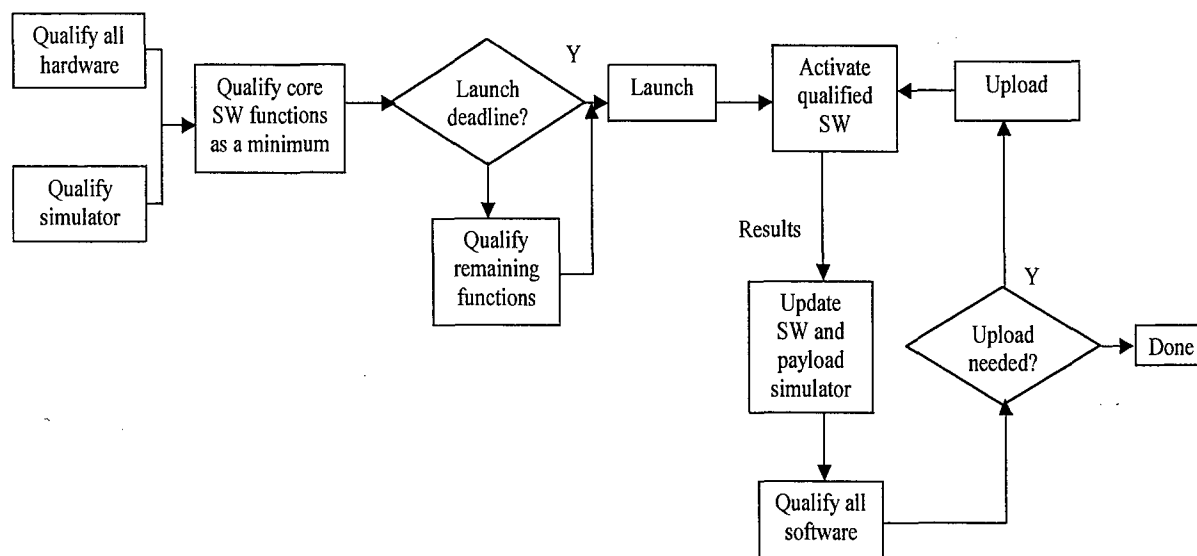 Qualify all
hardware
Qualify
simulator
Qualify core
SW functions
as a minimum
Launch
deadline?
Y
Qualify
remaining
functions
Launch
Activate
qualified
SW
Results
Update
SW and
payload
simulator
Qualify all
software
Upload
needed?
Y
Upload
Done